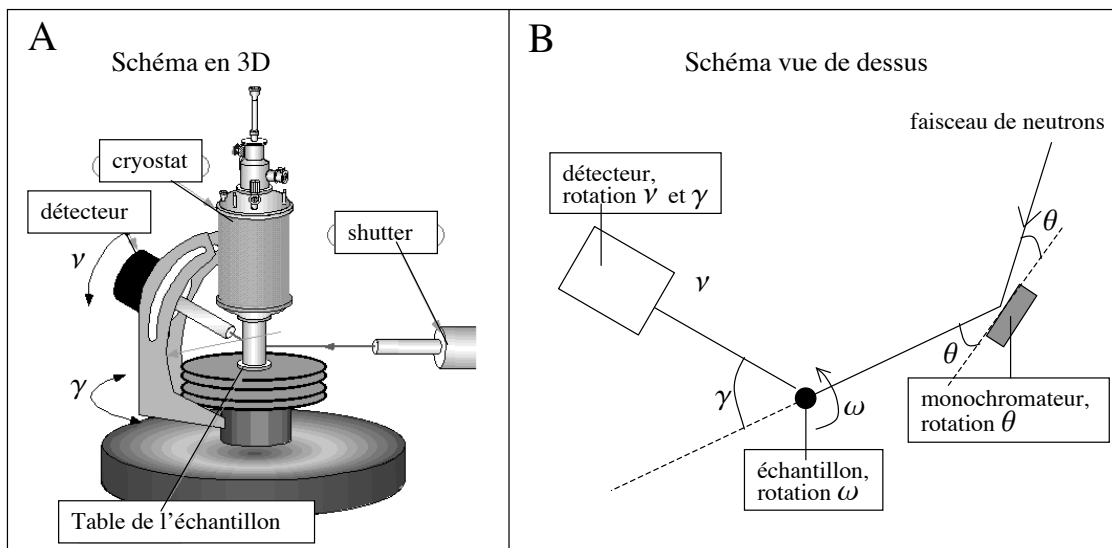 A
Schéma en 3D
cryostat
détecteur
shutter
ν
γ
Table de l’échantillon
B
Schéma vue de dessus
faisceau de neutrons
détecteur,
rotation ν et γ
θ
ν
θ
γ
ω
monochromateur,
rotation θ
échantillon,
rotation ω